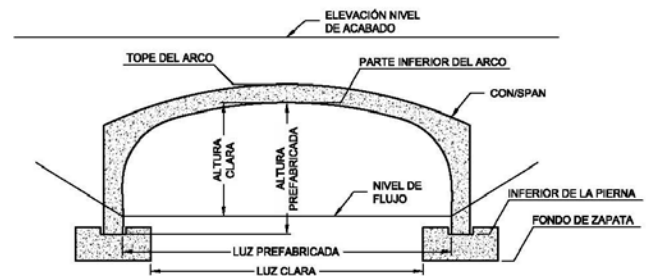 ELEVACIÓN NIVEL
DE ACABADO
TOPE DEL ARCO
PARTE INFERIOR DEL ARCO
CON/SPAN
ALTURA
CLARA
ALTURA
PREFABRICADA
NIVEL DE
FLUJO
INFERIOR DE LA PIERNA
FONDO DE ZAPATA
LUZ PREFABRICADA
LUZ CLARA